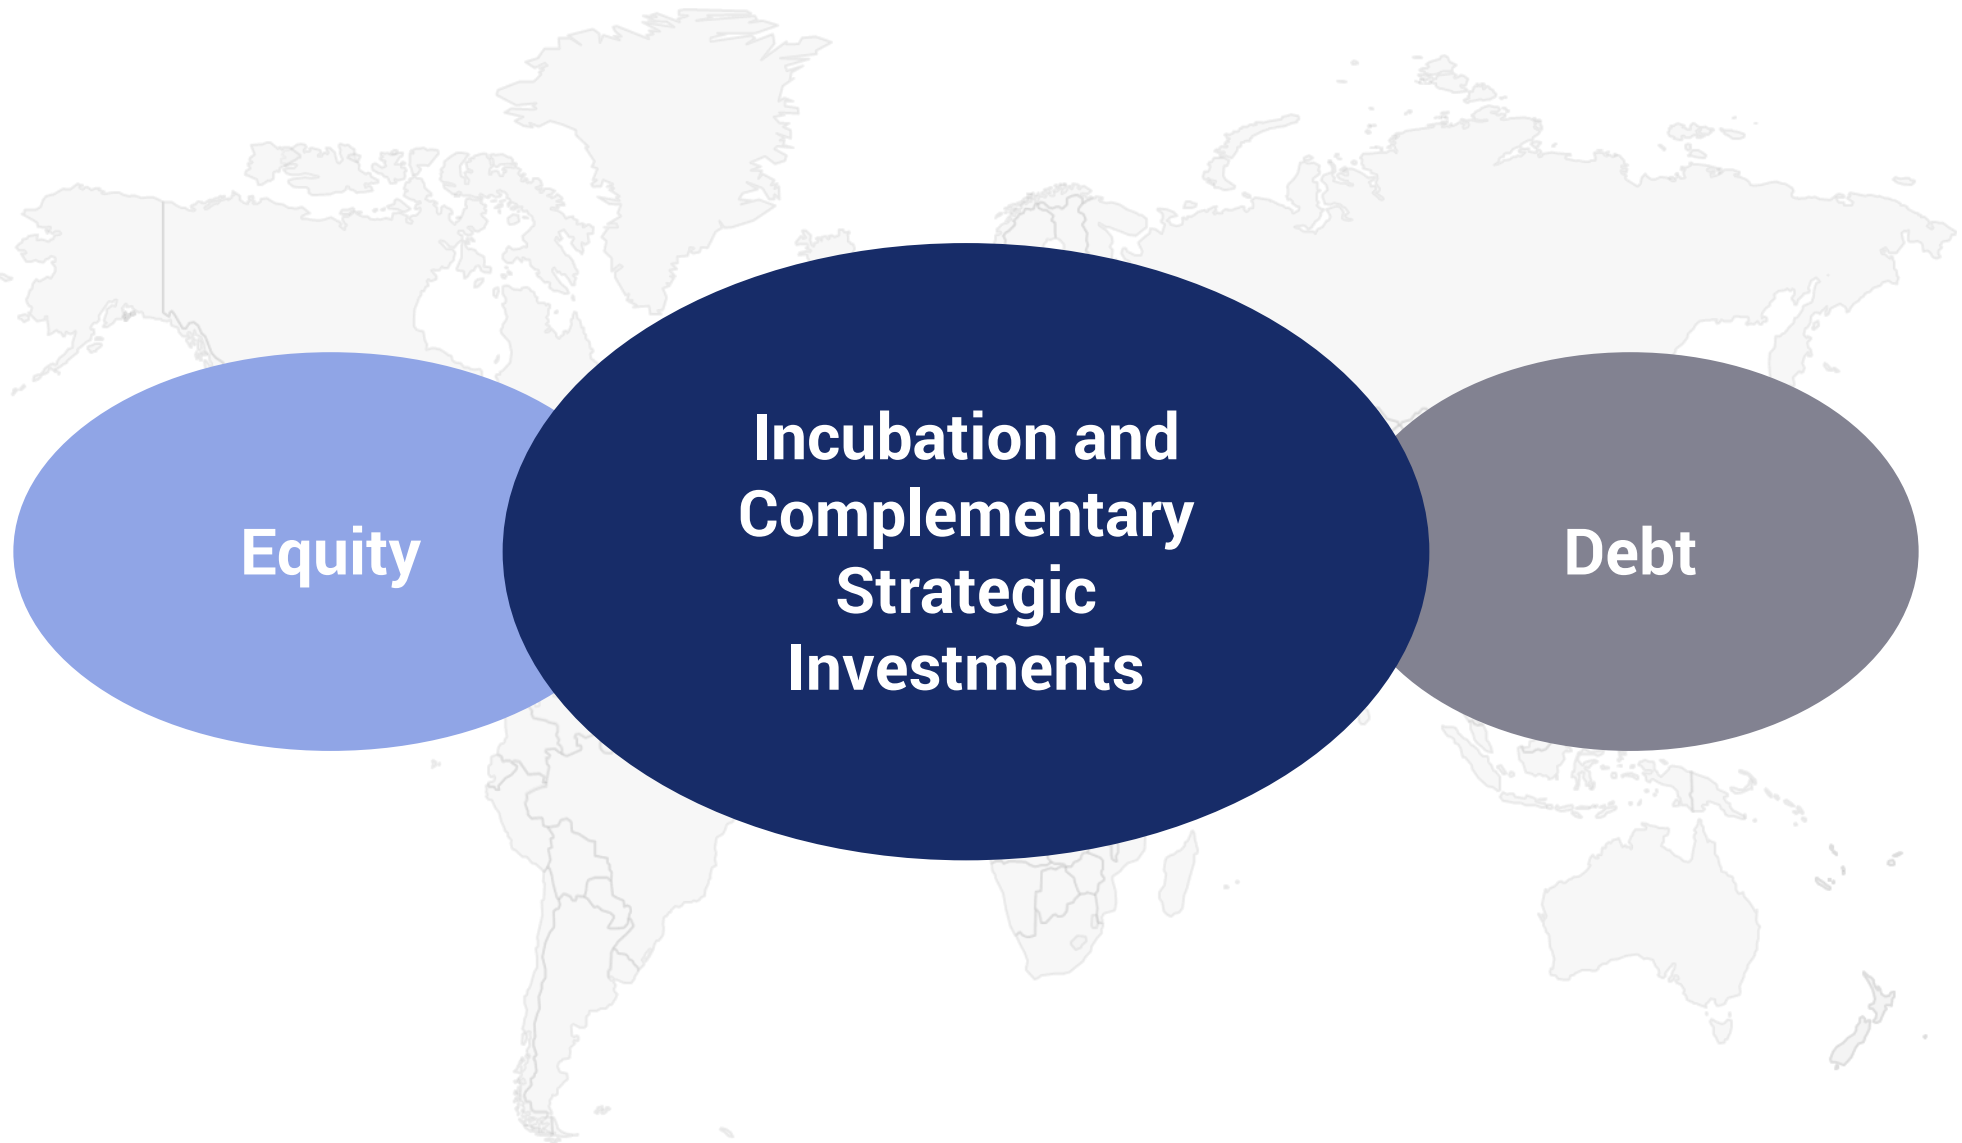 Equity
Incubation and
Complementary
Strategic
Investments
Debt